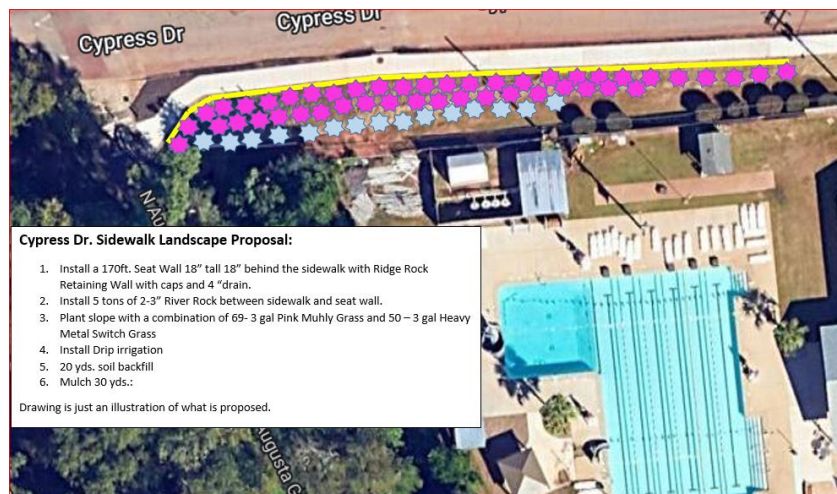 Cypress Dr
Cypress Dr
N Au
Cypress Dr. Sidewalk Landscape Proposal:
1. Install a 170ft. Seat Wall 18” tall 18” behind the sidewalk with Ridge Rock
Retaining Wall with caps and 4 “drain.
2. Install 5 tons of 2-3” River Rock between sidewalk and seat wall.
3. Plant slope with a combination of 69- 3 gal Pink Muhly Grass and 50 – 3 gal Heavy
Metal Switch Grass
4. Install Drip irrigation
5. 20 yds. soil backfill
6. Mulch 30 yds.:
Drawing is just an illustration of what is proposed.
Augusta